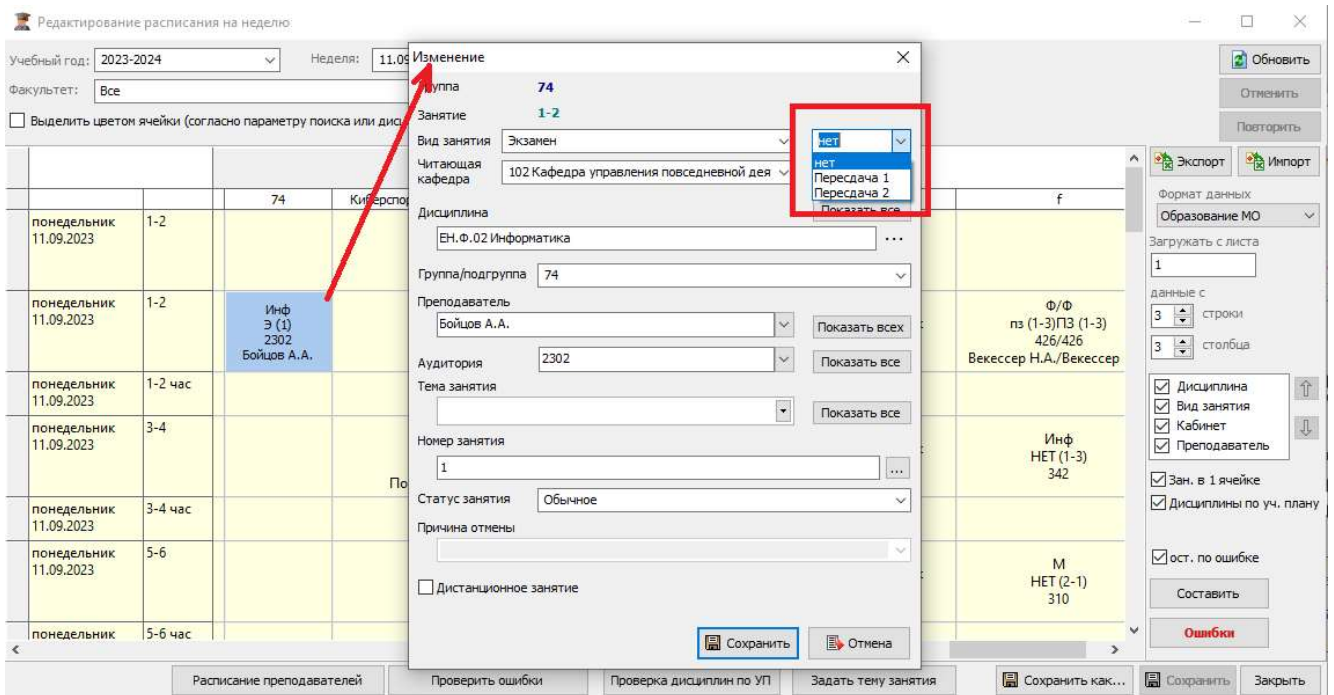 Редактирование расписания на неделю
Учебный год: 2023-2024
Неделя: 11.09
Факультет: Все
Выделить цветом ячейки (согласно параметру поиска или
Обновить
Отменить
Повторить
74
f
понедельник 1-2
11.09.2023
понедельник 1-2
11.09.2023
Инф
Э (1)
2302
Бойцов А.А.
Ф/Ф
пз (1-3)ПЗ (1-3)
426/426
Векессер Н.А./Векессер
понедельник 1-2 час
11.09.2023
понедельник 3-4
11.09.2023
Инф
НЕТ (1-3)
342
понедельник 3-4 час
11.09.2023
понедельник 5-6
11.09.2023
М
НЕТ (2-1)
310
понедельник 5-6 час
Изменение
Группа 74
Занятие 1-2
Вид занятия Экзамен нет
нет
Пересдача 1
Пересдача 2
Читающая
кафедра
102 Кафедра управления повседневной дея
Показать все
Дисциплина
ЕН.Ф.02 Информатика ...
Группа/подгруппа 74
Преподаватель
Бойцов А.А. Показать всех
Аудитория 2302 Показать все
Тема занятия
Показать все
Номер занятия
1 ...
Статус занятия Обычное
Причина отмены
Дистанционное занятие
Сохранить Отмена
Экспорт Импорт
Формат данных
Образование МО
Загружать с листа
1
данные с
3 строки
3 столбца
Дисциплина
Вид занятия
Кабинет
Преподаватель
Зан. в 1 ячейке
Дисциплины по уч. плану
ост. по ошибке
Составить
Ошибки
Расписание преподавателей Проверить ошибки Проверка дисциплин по УП Задать тему занятия Сохранить как... Сохранить Закрыть